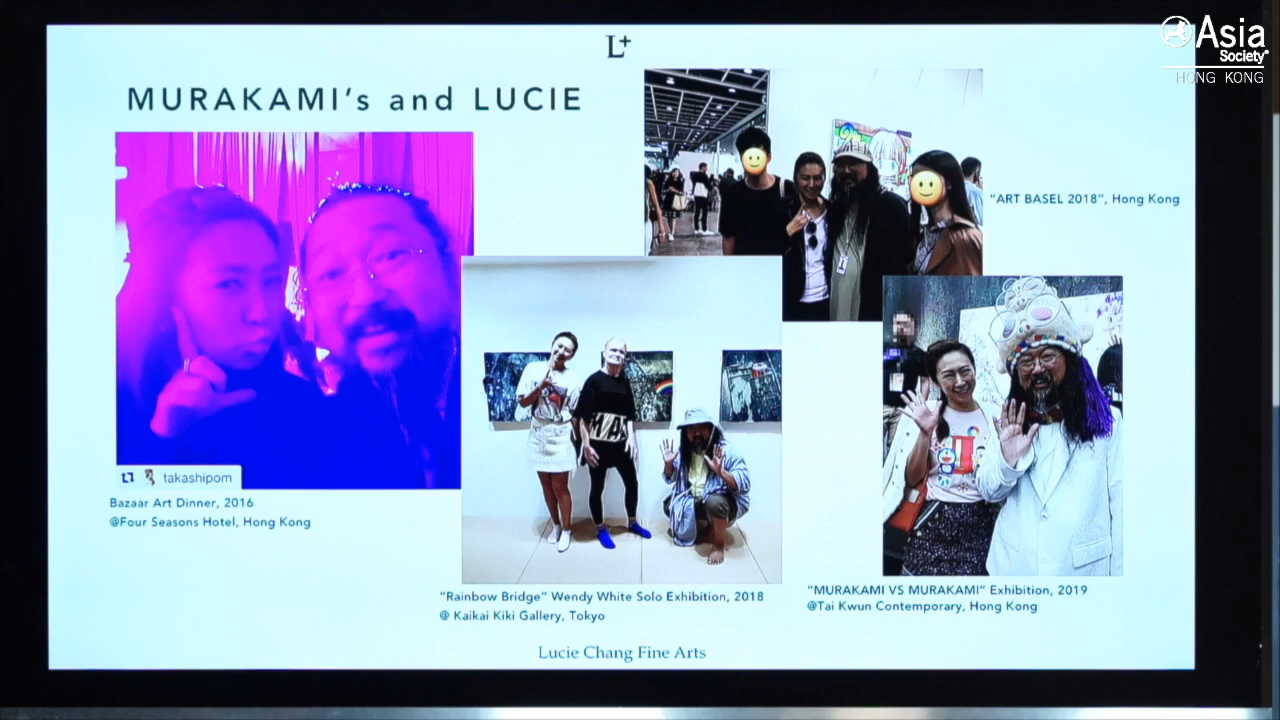 L+
Asia
Society®
HONG KONG
MURAKAMI's and LUCIE
takashipom
Bazaar Art Dinner, 2016
@Four Seasons Hotel, Hong Kong
"ART BASEL 2018", Hong Kong
"Rainbow Bridge" Wendy White Solo Exhibition, 2018
@ Kaikai Kiki Gallery, Tokyo
"MURAKAMI VS MURAKAMI" Exhibition, 2019
@Tai Kwun Contemporary, Hong Kong
Lucie Chang Fine Arts